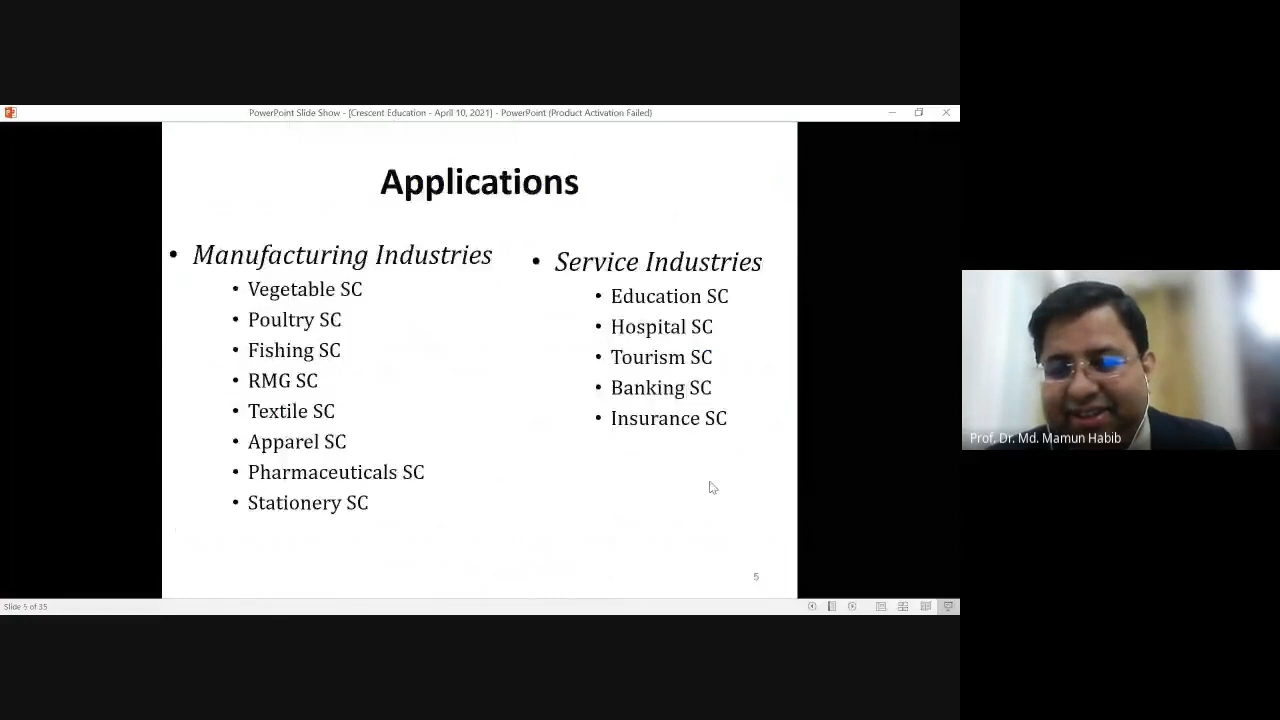 PowerPoint Slide Show - [Crescent Education - April 10, 2021] - PowerPoint (Product Activation Failed)
Applications
• Manufacturing Industries
• Vegetable SC
• Poultry SC
• Fishing SC
• RMG SC
• Textile SC
• Apparel SC
• Pharmaceuticals SC
• Stationery SC
• Service Industries
• Education SC
• Hospital SC
• Tourism SC
• Banking SC
• Insurance SC
5
Slide 5 of 35
Prof. Dr. Md. Mamun Habib